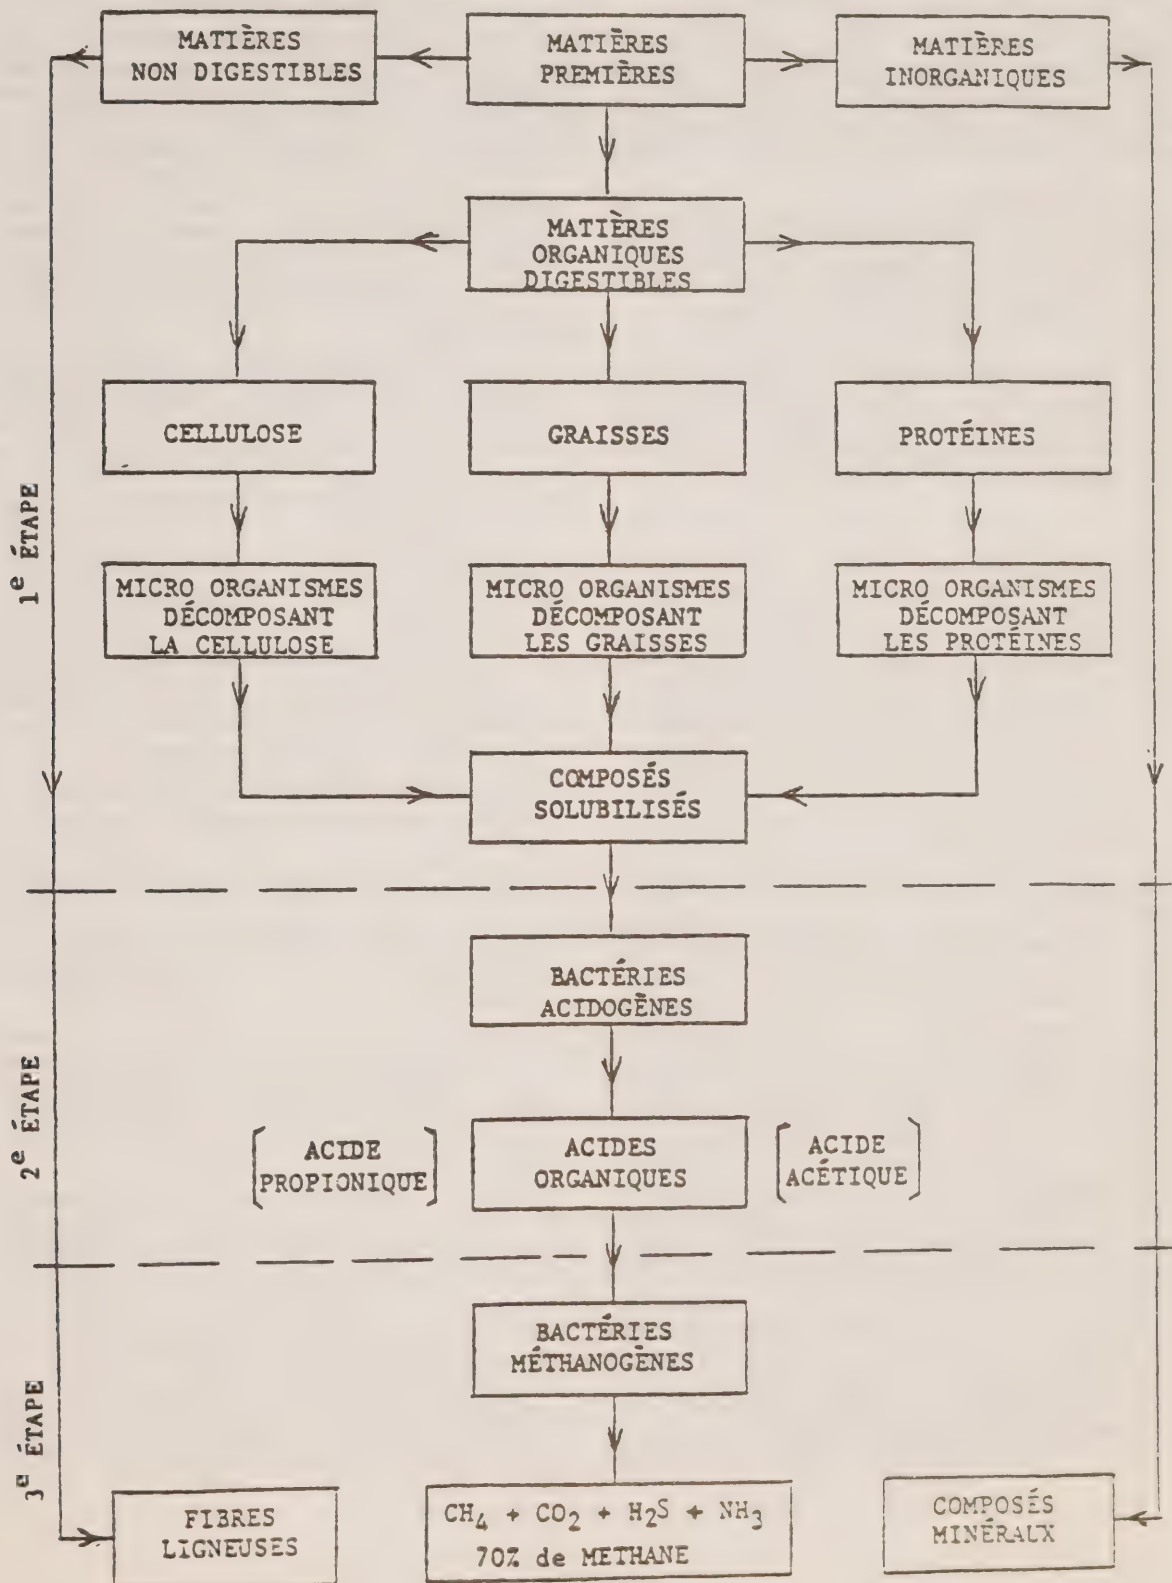 MATIÈRES
NON DIGESTIBLES
MATIÈRES
PREMIÈRES
MATIÈRES
INORGANIQUES
MATIÈRES
ORGANIQUES
DIGESTIBLES
CELLULOSE
GRAISSES
PROTÉINES
1e ÉTAPE
MICRO ORGANISMES
DÉCOMPOSANT
LA CELLULOSE
MICRO ORGANISMES
DÉCOMPOSANT
LES GRAISSES
MICRO ORGANISMES
DÉCOMPOSANT
LES PROTÉINES
COMPOSÉS
SOLUBILISÉS
BACTÉRIES
ACIDOGÈNES
2e ÉTAPE
[ACIDE
PROPIONIQUE]
ACIDES
ORGANIQUES
[ACIDE
ACÉTIQUE]
BACTÉRIES
MÉTHANOGÈNES
3e ÉTAPE
FIBRES
LIGNEUSES
CH4 + CO2 + H2S + NH3
70% de METHANE
COMPOSÉS
MINÉRAUX